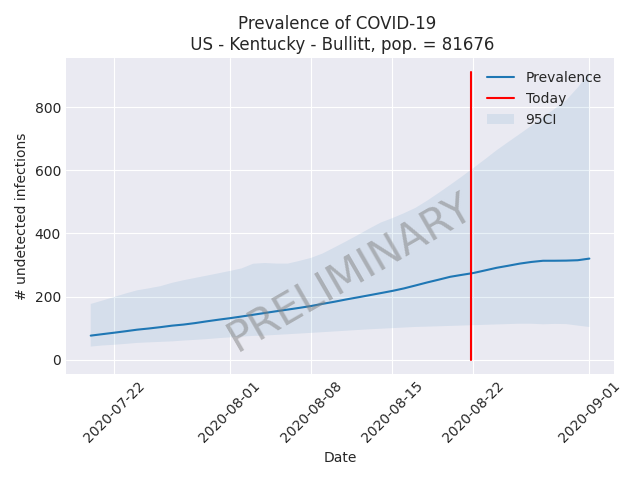 Prevalence of COVID-19
US - Kentucky - Bullitt, pop. = 81676
Prevalence
Today
95CI
# undetected infections
800
600
400
200
0
PRELIMINARY
2020-07-22
2020-08-01
2020-08-08
2020-08-15
2020-08-22
2020-09-01
Date